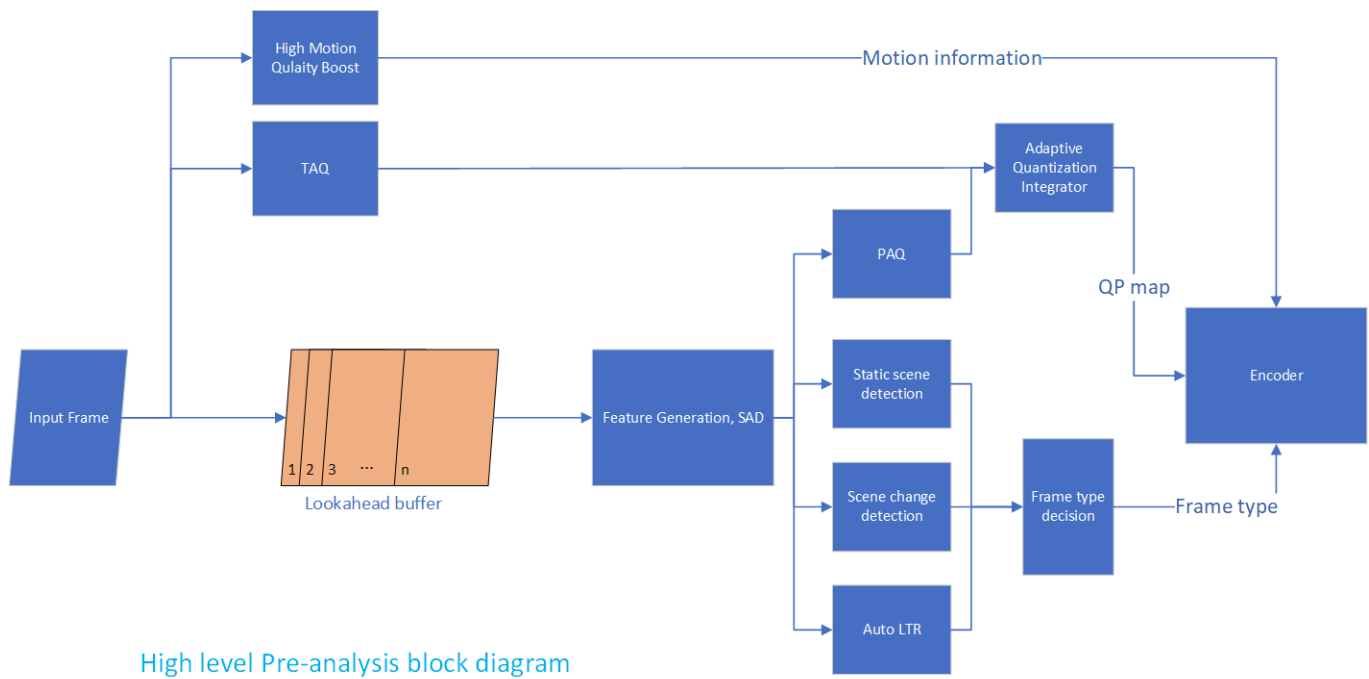 High Motion
Qulaity Boost
Motion information
TAQ
Adaptive
Quantization
Integrator
PAQ
QP map
Input Frame
1 2 3 ... n
Lookahead buffer
Feature Generation, SAD
Static scene
detection
Encoder
Scene change
detection
Frame type
decision
Frame type
Auto LTR
High level Pre-analysis block diagram